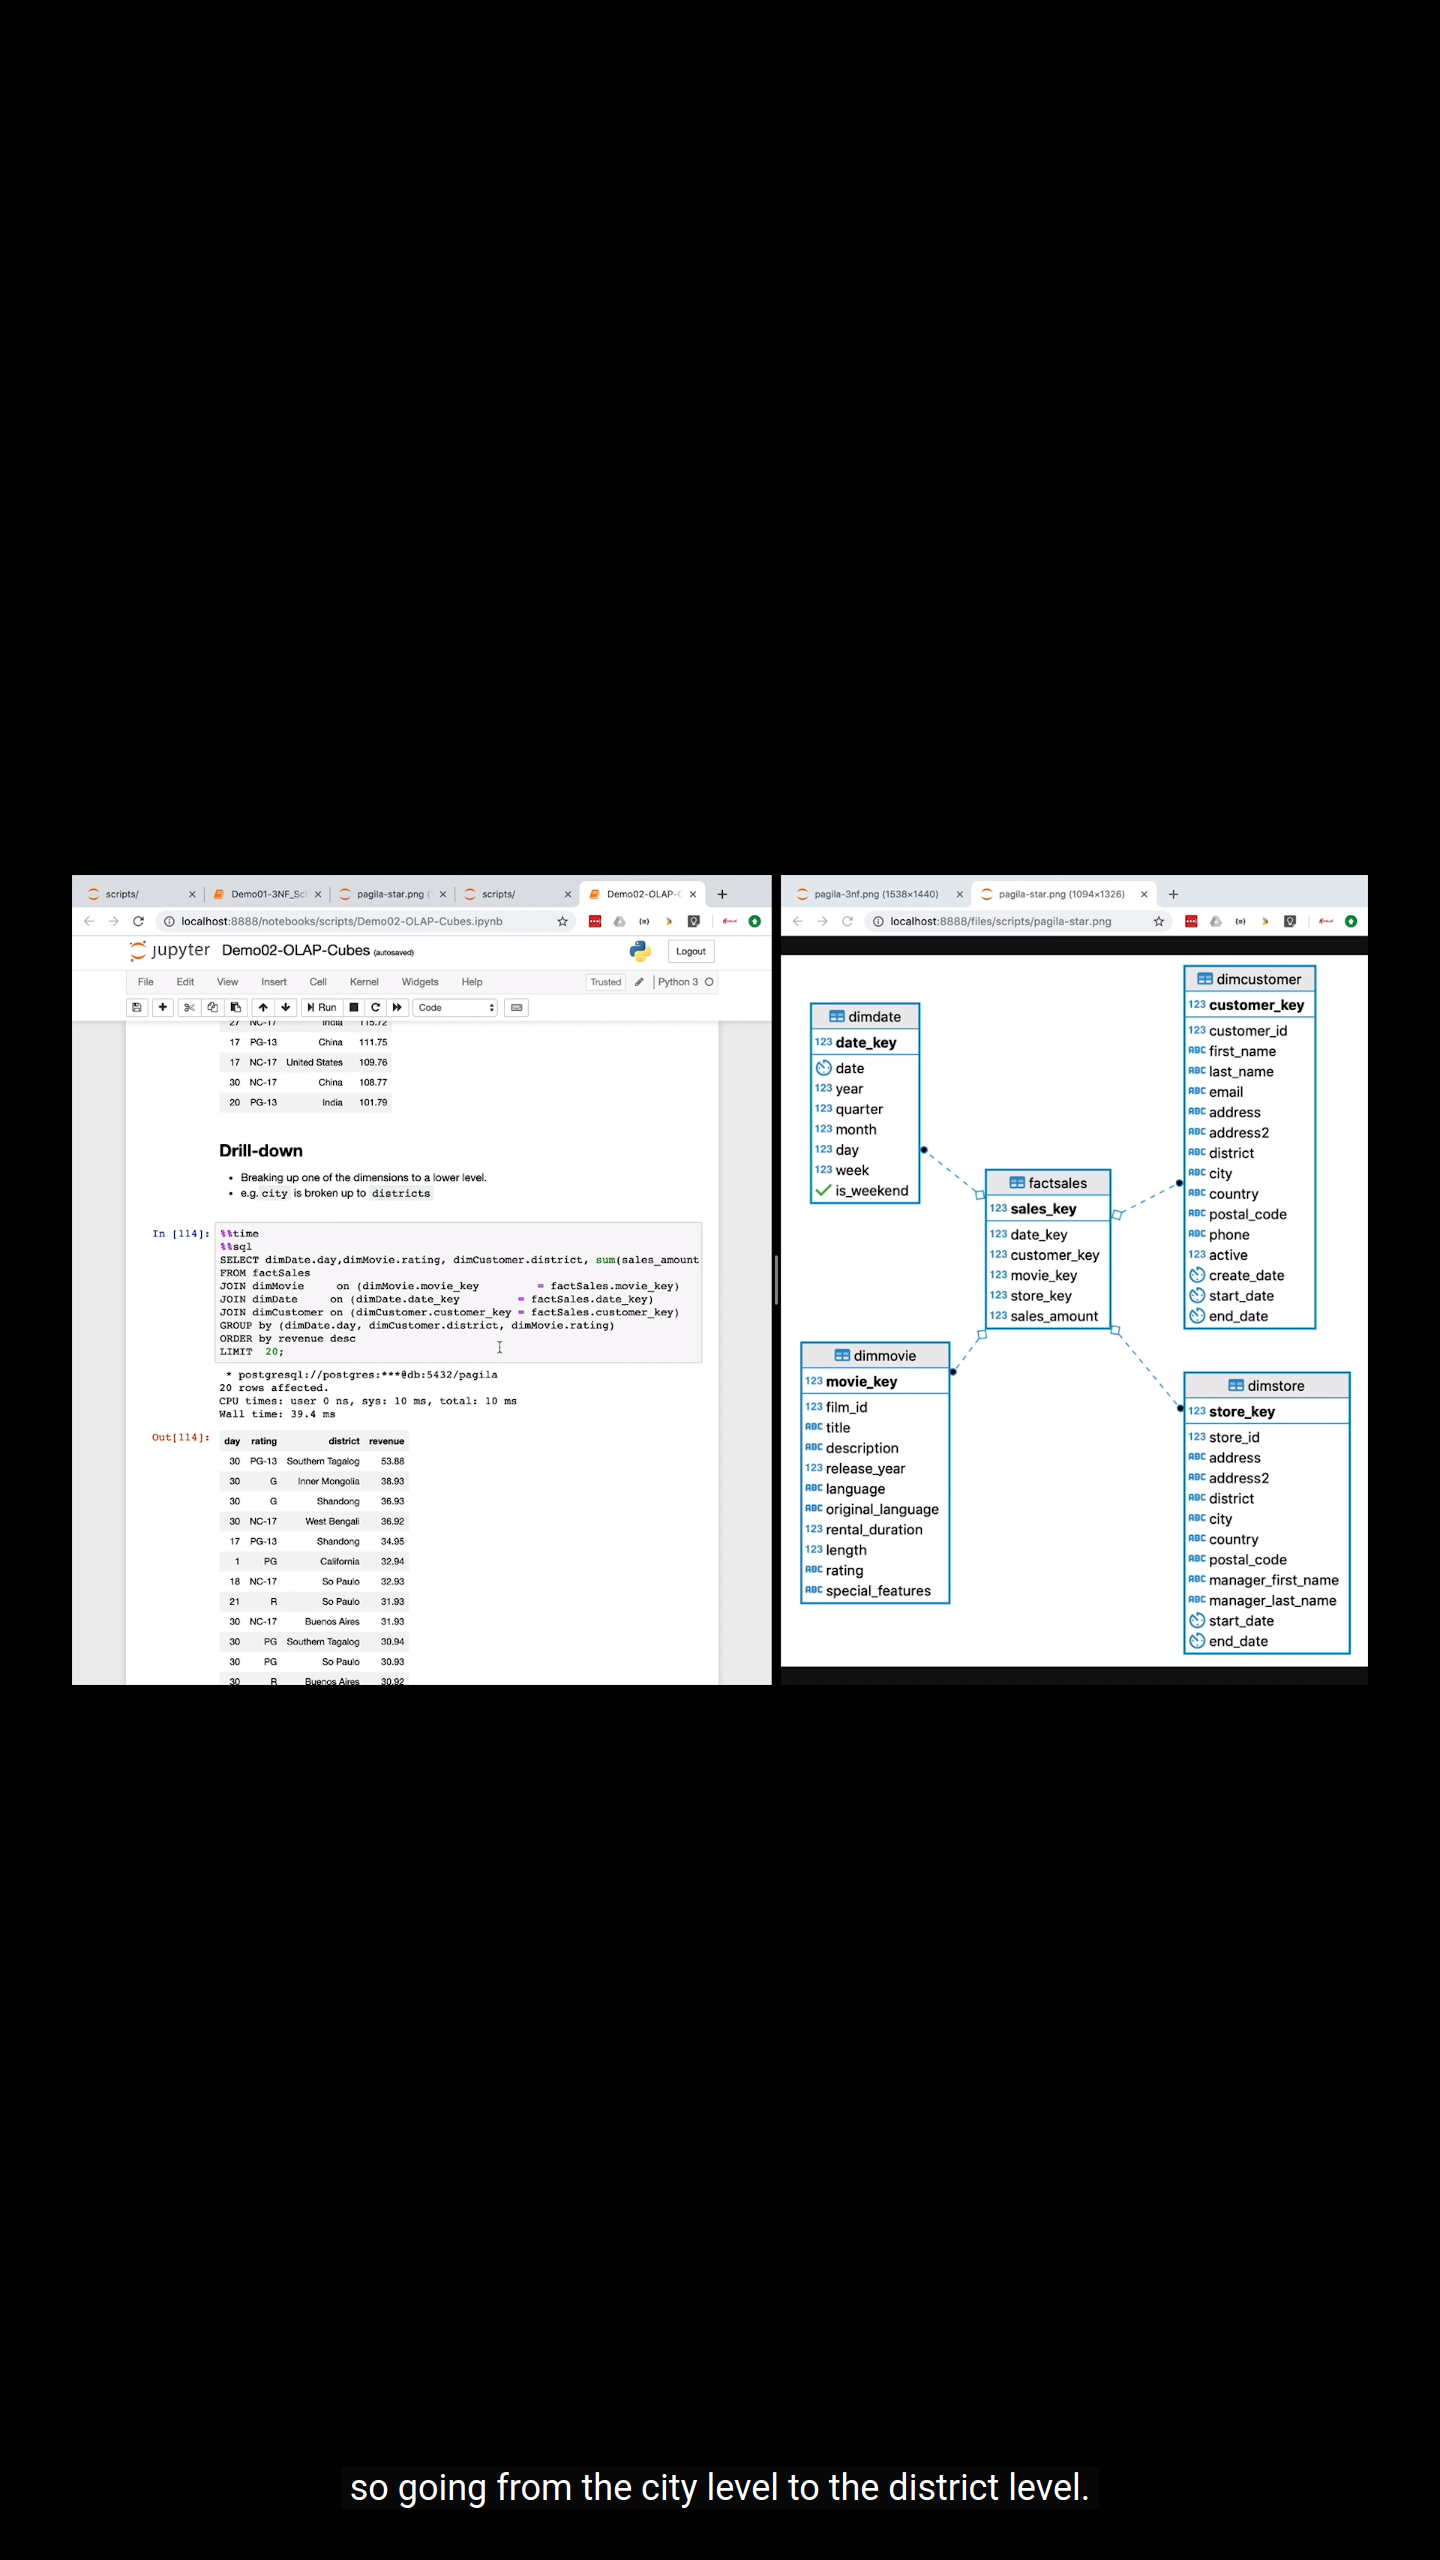 scripts/
Demo01-3NF_Sc
pagila-star.png (
scripts/
Demo02-OLAP-C
localhost:8888/notebooks/scripts/Demo02-OLAP-Cubes.ipynb
jupyter Demo02-OLAP-Cubes (autosaved)
Logout
File Edit View Insert Cell Kernel Widgets Help
Trusted
Python 3
Run
Code
27 NC-17 India 115.72
17 PG-13 China 111.75
17 NC-17 United States 109.76
30 NC-17 China 108.77
20 PG-13 India 101.79
Drill-down
• Breaking up one of the dimensions to a lower level.
• e.g. city is broken up to districts
In [114]: %%time
%%sql
SELECT dimDate.day,dimMovie.rating, dimCustomer.district, sum(sales_amount
FROM factSales
JOIN dimMovie on (dimMovie.movie_key = factSales.movie_key)
JOIN dimDate on (dimDate.date_key = factSales.date_key)
JOIN dimCustomer on (dimCustomer.customer_key = factSales.customer_key)
GROUP by (dimDate.day, dimCustomer.district, dimMovie.rating)
ORDER by revenue desc
LIMIT 20;
* postgresql://postgres:***@db:5432/pagila
20 rows affected.
CPU times: user 0 ns, sys: 10 ms, total: 10 ms
Wall time: 39.4 ms
Out[114]:
day rating district revenue
30 PG-13 Southern Tagalog 53.88
30 G Inner Mongolia 38.93
30 G Shandong 36.93
30 NC-17 West Bengali 36.92
17 PG-13 Shandong 34.95
1 PG California 32.94
18 NC-17 So Paulo 32.93
21 R So Paulo 31.93
30 NC-17 Buenos Aires 31.93
30 PG Southern Tagalog 30.94
30 PG So Paulo 30.93
30 R Buenos Aires 30.92
pagila-3nf.png (1538×1440)
pagila-star.png (1094×1326)
localhost:8888/files/scripts/pagila-star.png
dimdate
123 date_key
date
123 year
123 quarter
123 month
123 day
123 week
is_weekend
dimcustomer
123 customer_key
123 customer_id
ABC first_name
ABC last_name
ABC email
ABC address
ABC address2
ABC district
ABC city
ABC country
ABC postal_code
ABC phone
123 active
create_date
start_date
end_date
factsales
123 sales_key
123 date_key
123 customer_key
123 movie_key
123 store_key
123 sales_amount
dimmovie
123 movie_key
123 film_id
ABC title
ABC description
123 release_year
ABC language
ABC original_language
123 rental_duration
123 length
ABC rating
ABC special_features
dimstore
123 store_key
123 store_id
ABC address
ABC address2
ABC district
ABC city
ABC country
ABC postal_code
ABC manager_first_name
ABC manager_last_name
start_date
end_date
so going from the city level to the district level.